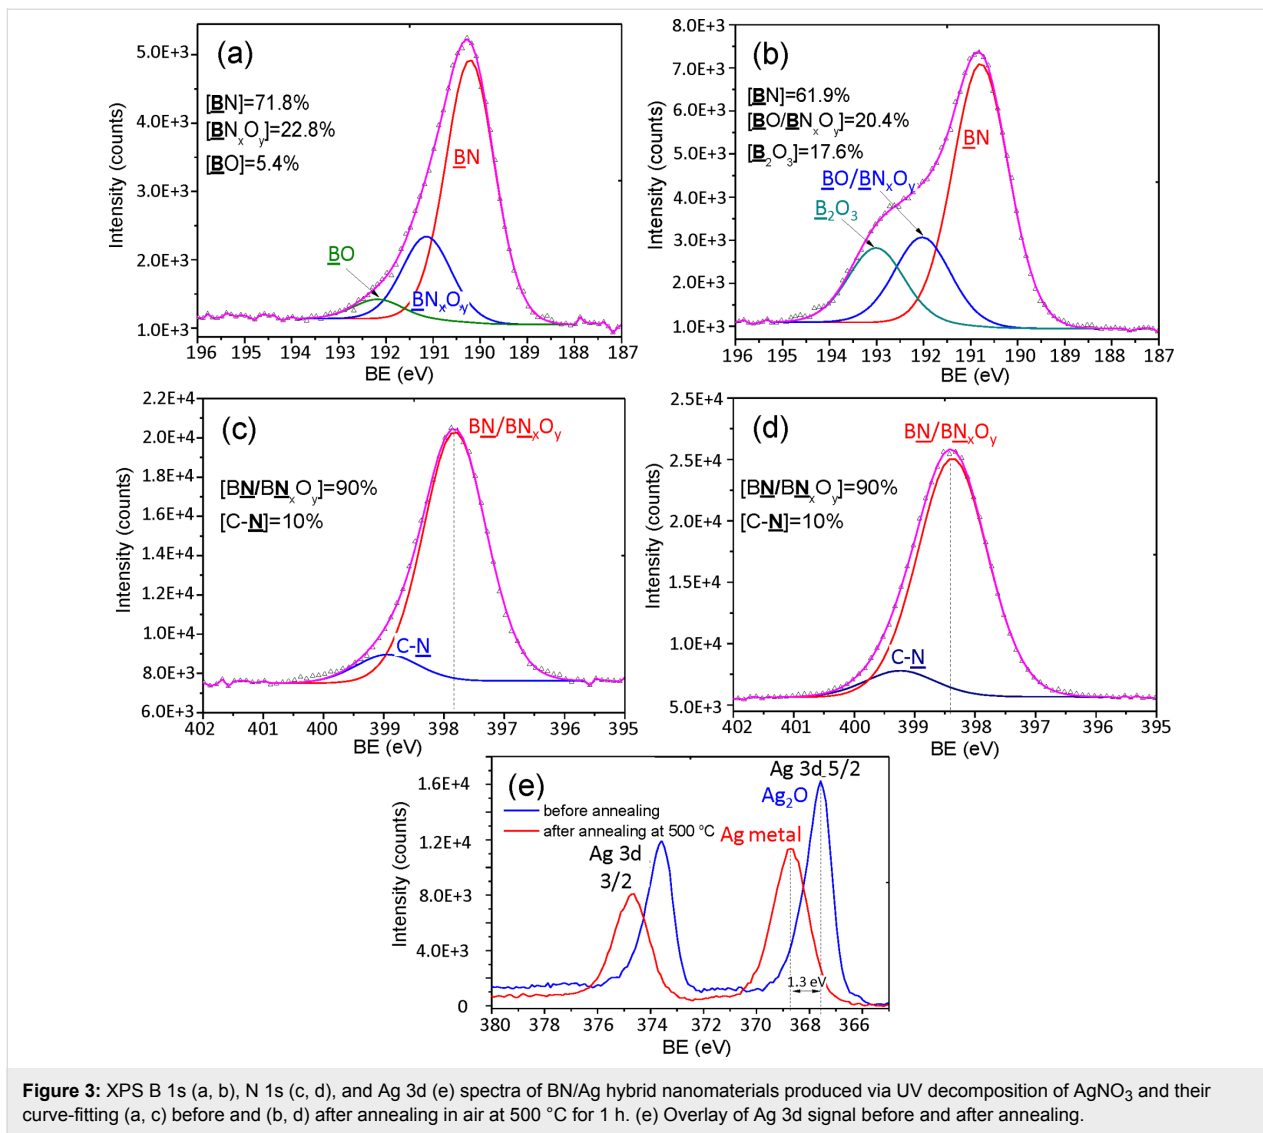 (a)
5.0E+3
4.0E+3
3.0E+3
2.0E+3
1.0E+3
Intensity (counts)
[BN]=71.8%
[BNxOy]=22.8%
[BO]=5.4%
BN
BO
BNxOy
196 195 194 193 192 191 190 189 188 187
BE (eV)
(b)
8.0E+3
7.0E+3
6.0E+3
5.0E+3
4.0E+3
3.0E+3
2.0E+3
1.0E+3
Intensity (counts)
[BN]=61.9%
[BO/BNxOy]=20.4%
[B2O3]=17.6%
BN
BO/BNxOy
B2O3
196 195 194 193 192 191 190 189 188 187
BE (eV)
(c)
2.2E+4
2.0E+4
1.8E+4
1.6E+4
1.4E+4
1.2E+4
1.0E+4
8.0E+3
6.0E+3
Intensity (counts)
BN/BNxOy
[BN/BNxOy]=90%
[C-N]=10%
C-N
402 401 400 399 398 397 396 395
BE (eV)
(d)
2.5E+4
2.5E+4
2.0E+4
1.5E+4
1.0E+4
5.0E+3
Intensity (counts)
BN/BNxOy
[BN/BNxOy]=90%
[C-N]=10%
C-N
402 401 400 399 398 397 396 395
BE (eV)
(e)
1.6E+4
1.2E+4
8.0E+3
4.0E+3
0
Intensity (counts)
before annealing
after annealing at 500 °C
Ag 3d
3/2
Ag 3d 5/2
Ag2O
Ag metal
1.3 eV
380 378 376 374 372 370 368 366
BE (eV)
Figure 3: XPS B 1s (a, b), N 1s (c, d), and Ag 3d (e) spectra of BN/Ag hybrid nanomaterials produced via UV decomposition of AgNO3 and their
curve-fitting (a, c) before and (b, d) after annealing in air at 500 °C for 1 h. (e) Overlay of Ag 3d signal before and after annealing.